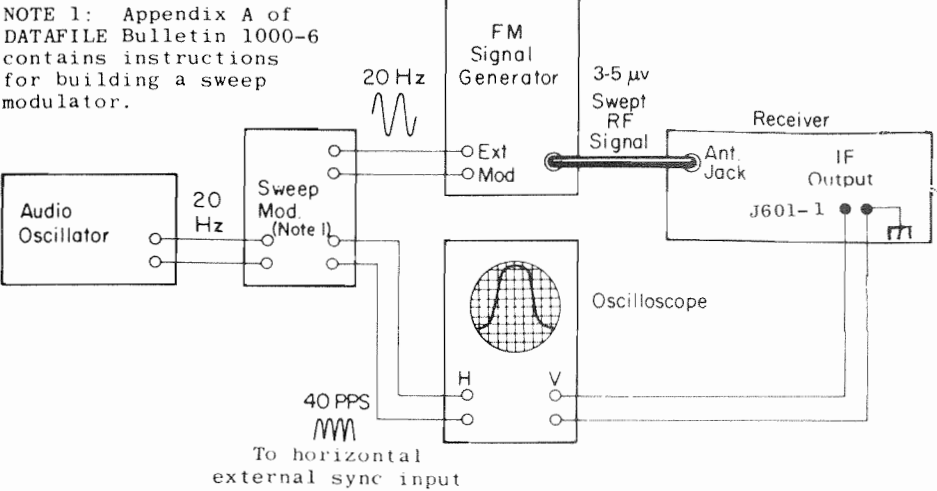 NOTE 1: Appendix A of
DATAFILE Bulletin 1000-6
contains instructions
for building a sweep
modulator.
20 Hz
FM
Signal
Generator
Ext
Mod
3-5 μv
Swept
RF
Signal
Receiver
Ant.
Jack
IF
Output
J601-1
Audio
Oscillator
20
Hz
Sweep
Mod.
(Note 1)
Oscilloscope
H
V
40 PPS
To horizontal
external sync input